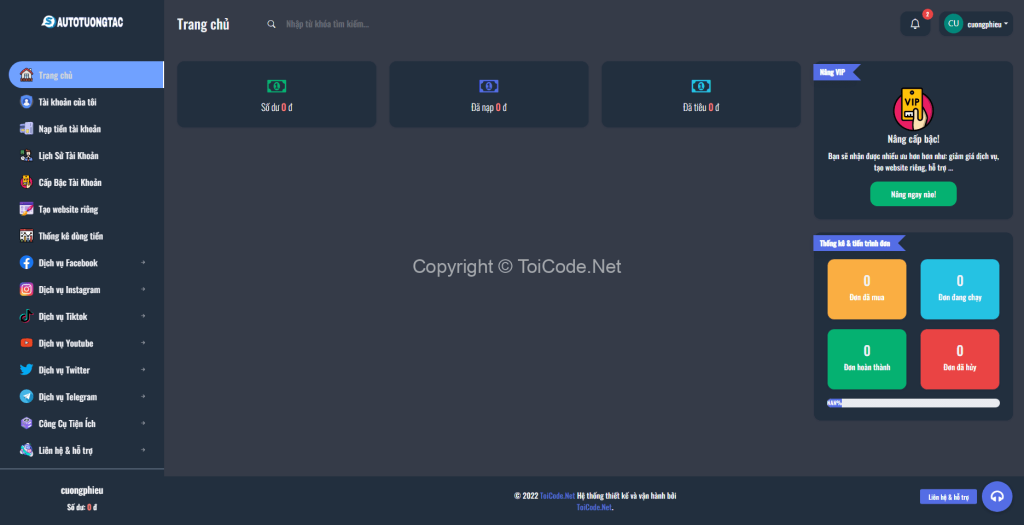 AUTOTUONGTAC
Trang chủ
Tài khoản của tôi
Nạp tiền tài khoản
Lịch Sử Tài Khoản
Cấp Bậc Tài Khoản
Tạo website riêng
Thống kê dòng tiền
Dịch vụ Facebook
Dịch vụ Instagram
Dịch vụ Tiktok
Dịch vụ Youtube
Dịch vụ Twitter
Dịch vụ Telegram
Công Cụ Tiện Ích
Liên hệ & hỗ trợ
cuongphieu
Số dư: 0 đ
Trang chủ
Nhập từ khóa tìm kiếm...
2
CU cuongphieu
Số dư 0 đ
Đã nạp 0 đ
Đã tiêu 0 đ
Nâng VIP
VIP
Nâng cấp bậc!
Bạn sẽ nhận được nhiều ưu hơn hơn như: giảm giá dịch vụ,
tạo website riêng, hỗ trợ ...
Nâng ngay nào!
Thống kê & tiến trình đơn
0
Đơn đã mua
0
Đơn đang chạy
0
Đơn hoàn thành
0
Đơn đã hủy
NAN%
Copyright © ToiCode.Net
© 2022 ToiCode.Net Hệ thống thiết kế và vận hành bởi
ToiCode.Net.
Liên hệ & hỗ trợ